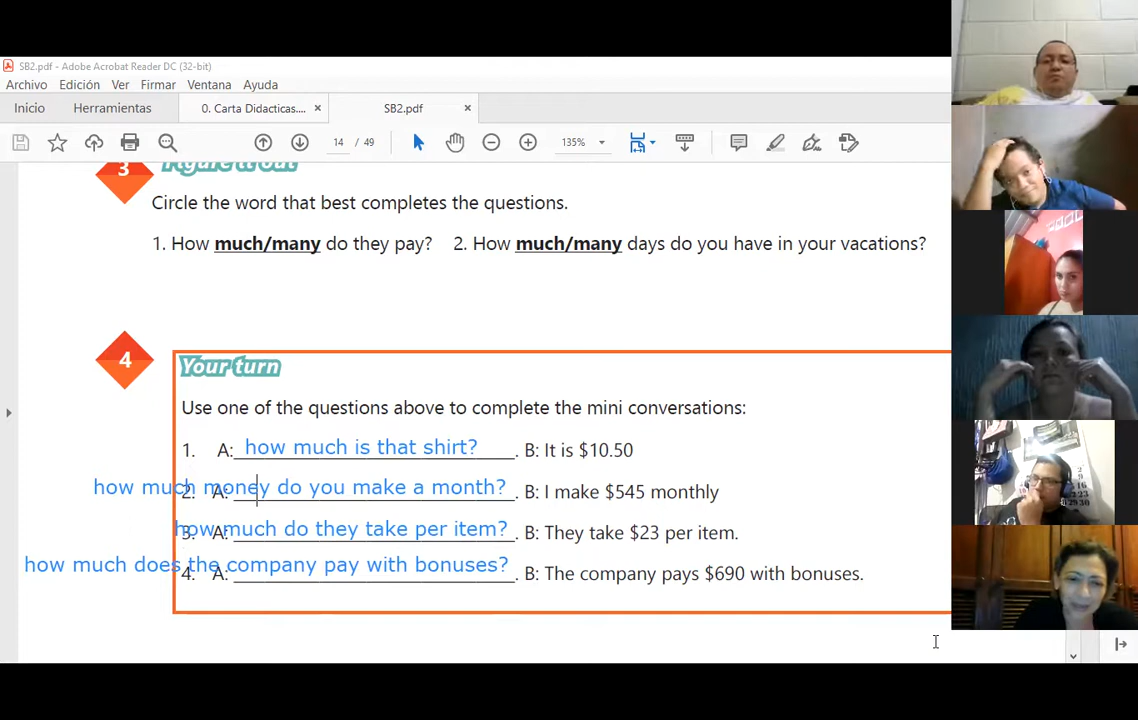 SB2.pdf - Adobe Acrobat Reader DC (32-bit)
Archivo Edición Ver Firmar Ventana Ayuda
Inicio Herramientas 0. Carta Didacticas.... × SB2.pdf ×
14 / 49 135%
3 Figure it out
Circle the word that best completes the questions.
1. How much/many do they pay? 2. How much/many days do you have in your vacations?
4 Your turn
Use one of the questions above to complete the mini conversations:
1. A: how much is that shirt? . B: It is $10.50
2. A: how much money do you make a month? . B: I make $545 monthly
3. A: how much do they take per item? . B: They take $23 per item.
4. A: how much does the company pay with bonuses? . B: The company pays $690 with bonuses.